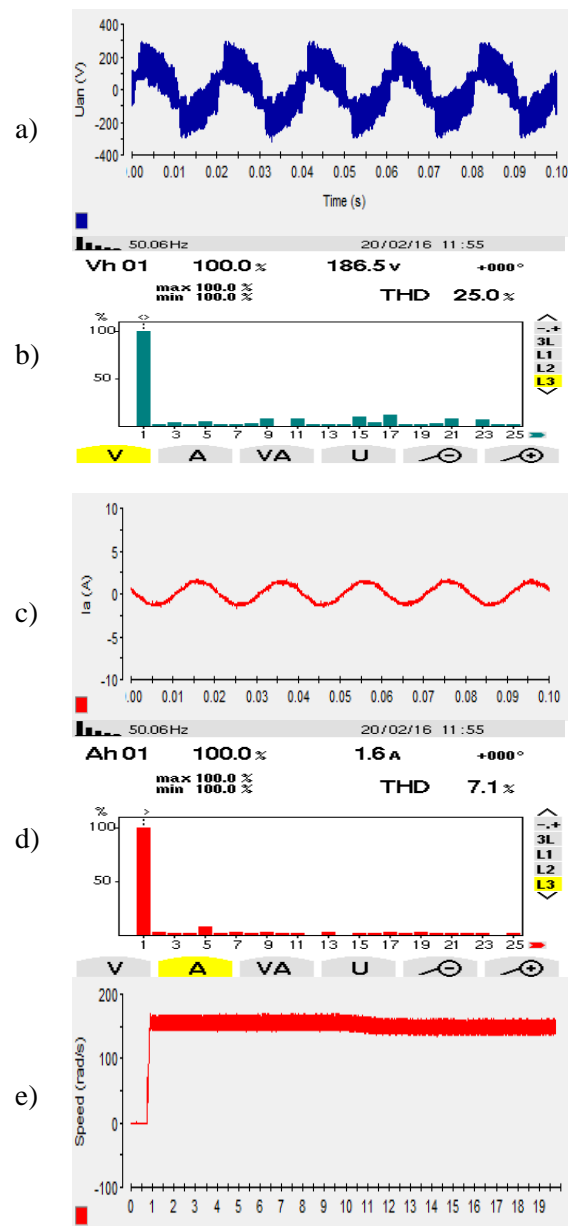 a)
Uan (V)
400
200
0
-200
-400
.00 0.01 0.02 0.03 0.04 0.05 0.06 0.07 0.08 0.09 0.10
Time (s)
50.06Hz 20/02/16 11:55
Vh 01 100.0 % 186.5 v +000°
max 100.0 %
min 100.0 %
THD 25.0 %
b)
%
100
50
<>
1 3 5 7 9 11 13 15 17 19 21 23 25
-.+
3L
L1
L2
L3
V A VA U
c)
Ia (A)
10
5
0
-5
-10
.00 0.01 0.02 0.03 0.04 0.05 0.06 0.07 0.08 0.09 0.10
50.06Hz 20/02/16 11:55
Ah 01 100.0 % 1.6 A +000°
max 100.0 %
min 100.0 %
THD 7.1 %
d)
%
100
50
>
1 3 5 7 9 11 13 15 17 19 21 23 25
-.+
3L
L1
L2
L3
V A VA U
e)
Speed (rad/s)
200
100
0
-100
0 1 2 3 4 5 6 7 8 9 10 11 12 13 14 15 16 17 18 19